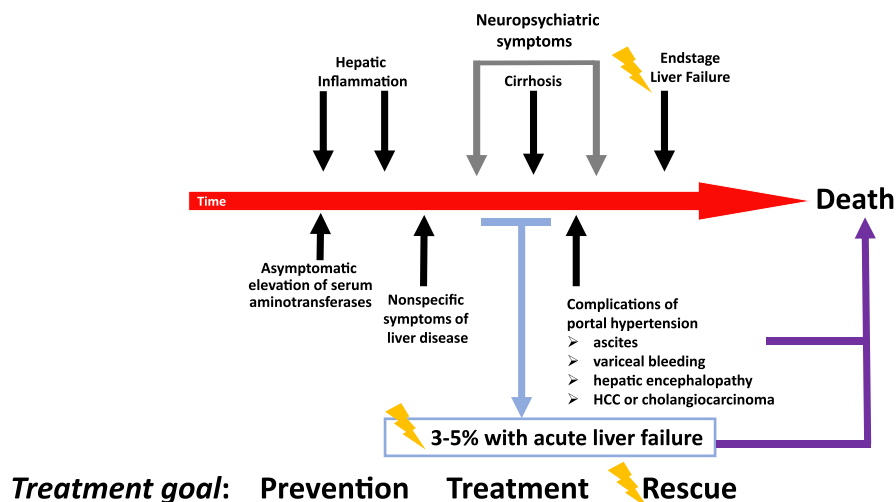 Neuropsychiatric
symptoms
Hepatic
Inflammation
Cirrhosis
Endstage
Liver Failure
Time
Death
Asymptomatic
elevation of serum
aminotransferases
Nonspecific
symptoms of
liver disease
Complications of
portal hypertension
➢ ascites
➢ variceal bleeding
➢ hepatic encephalopathy
➢ HCC or cholangiocarcinoma
3-5% with acute liver failure
Treatment goal: Prevention Treatment Rescue